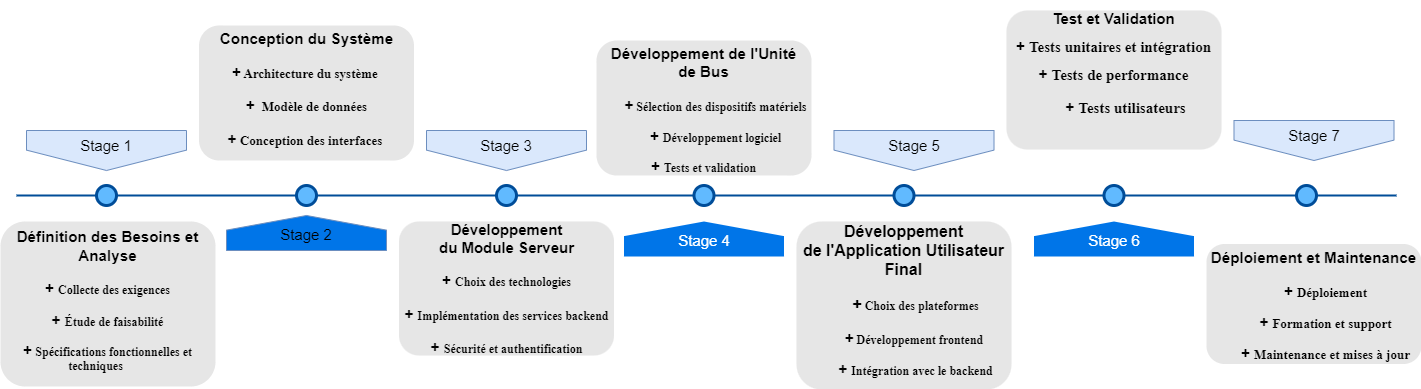 Stage 1
Définition des Besoins et
Analyse
+ Collecte des exigences
+ Étude de faisabilité
+ Spécifications fonctionnelles et
techniques
Conception du Système
+ Architecture du système
+ Modèle de données
+ Conception des interfaces
Stage 2
Stage 3
Développement
du Module Serveur
+ Choix des technologies
+ Implémentation des services backend
+ Sécurité et authentification
Développement de l'Unité
de Bus
+ Sélection des dispositifs matériels
+ Développement logiciel
+ Tests et validation
Stage 4
Stage 5
Développement
de l'Application Utilisateur
Final
+ Choix des plateformes
+ Développement frontend
+ Intégration avec le backend
Test et Validation
+ Tests unitaires et intégration
+ Tests de performance
+ Tests utilisateurs
Stage 6
Stage 7
Déploiement et Maintenance
+ Déploiement
+ Formation et support
+ Maintenance et mises à jour